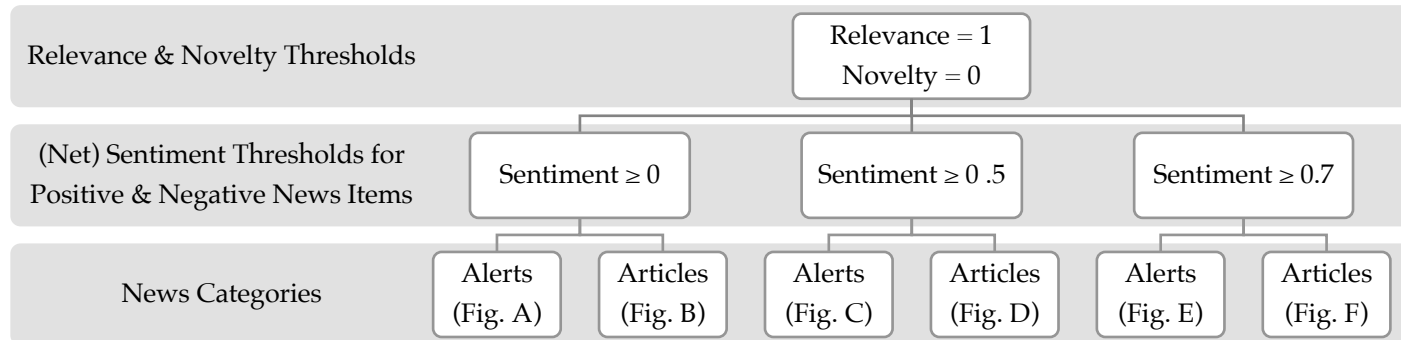 Relevance & Novelty Thresholds
Relevance = 1
Novelty = 0
(Net) Sentiment Thresholds for
Positive & Negative News Items
Sentiment ≥ 0
Sentiment ≥ 0 .5
Sentiment ≥ 0.7
News Categories
Alerts
(Fig. A)
Articles
(Fig. B)
Alerts
(Fig. C)
Articles
(Fig. D)
Alerts
(Fig. E)
Articles
(Fig. F)